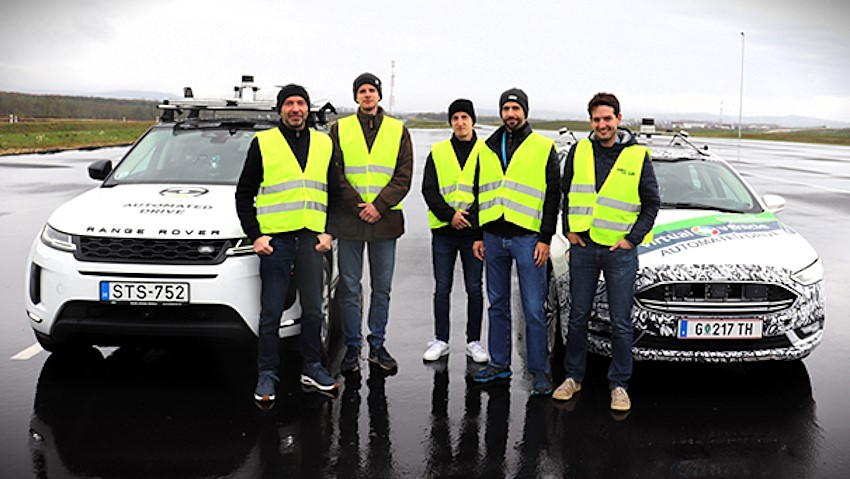 AUTOMATED
DRIVE
RANGE ROVER
STS-752
Virtual Vehicle
AUTOMATED DRIVE
G 217 TH